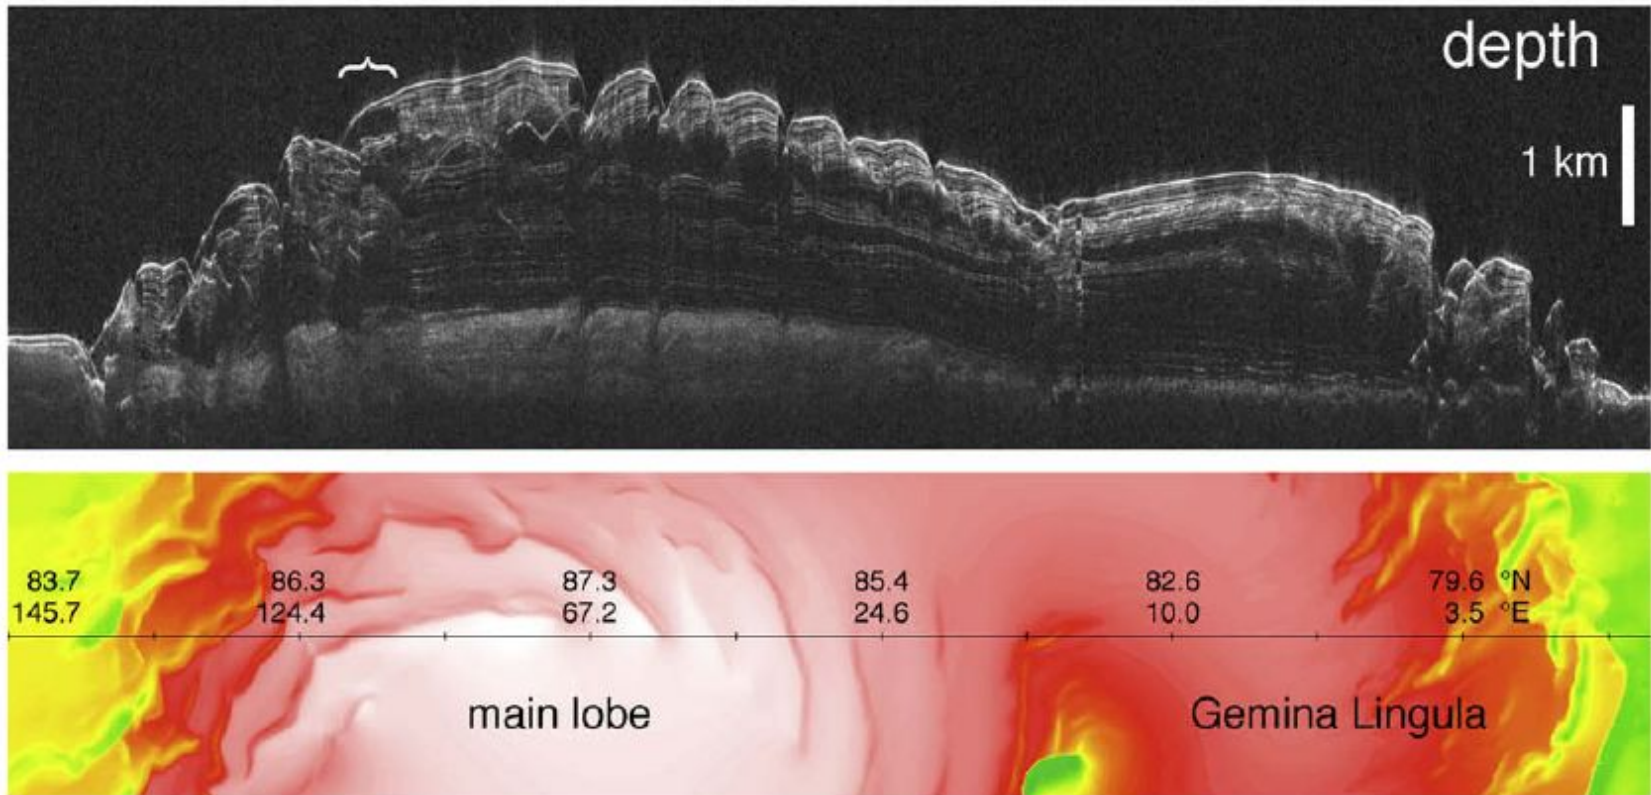 depth
1 km
83.7 86.3 87.3 85.4 82.6 79.6 °N
145.7 124.4 67.2 24.6 10.0 3.5 °E
main lobe Gemina Lingula